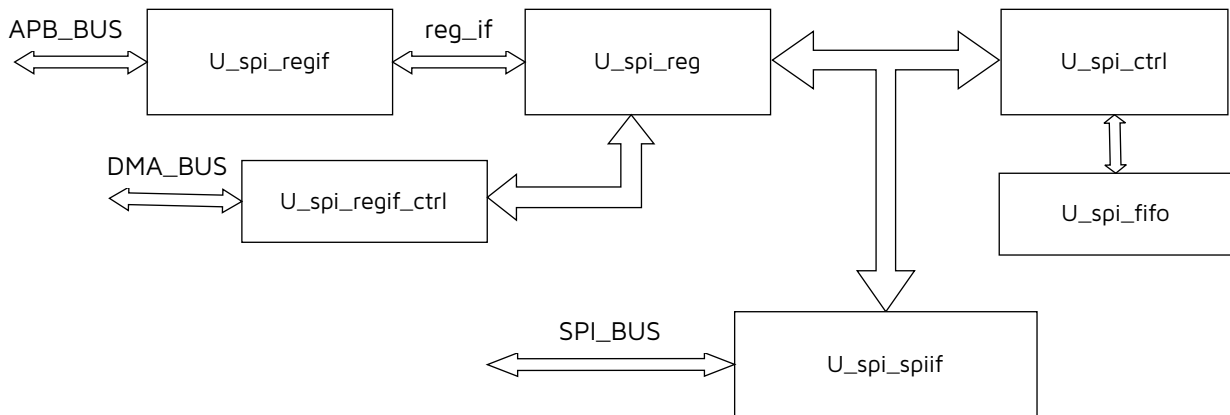 APB_BUS
U_spi_regif
reg_if
U_spi_reg
U_spi_ctrl
DMA_BUS
U_spi_regif_ctrl
U_spi_fifo
SPI_BUS
U_spi_spiif